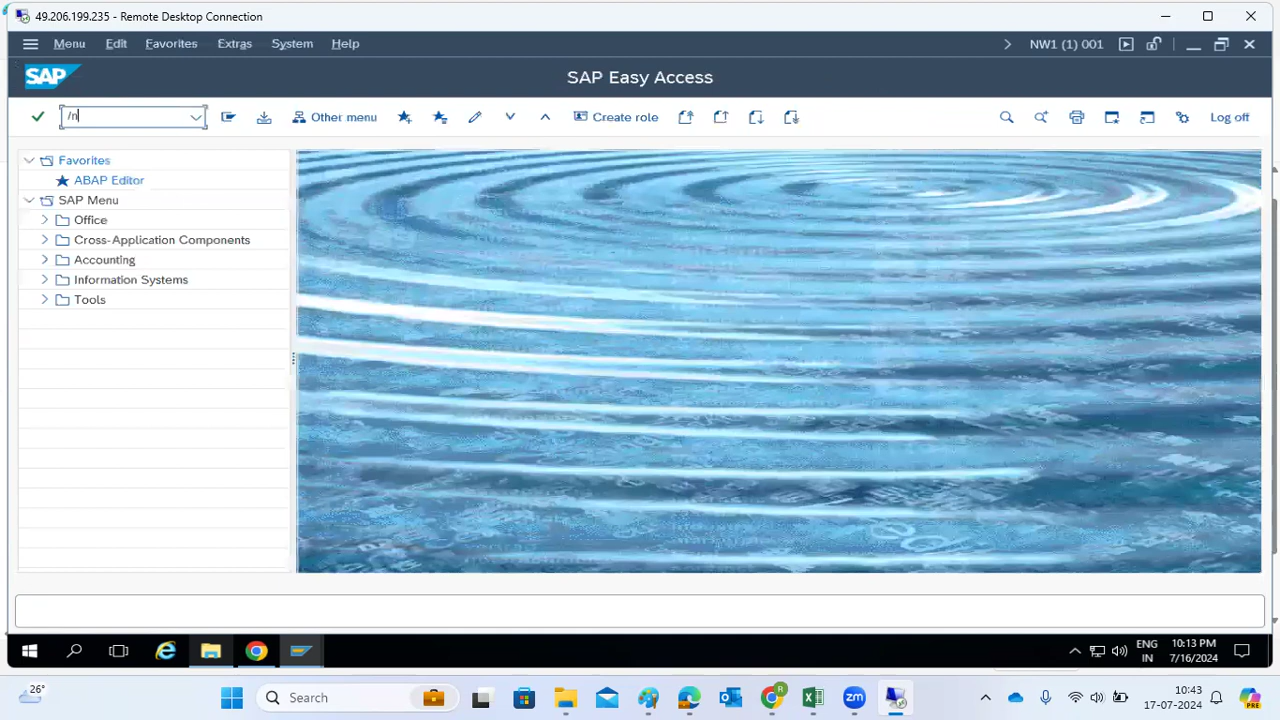 49.206.199.235 - Remote Desktop Connection
Menu Edit Favorites Extras System Help NW1 (1) 001
SAP SAP Easy Access
/n Other menu Create role Log off
Favorites
ABAP Editor
SAP Menu
Office
Cross-Application Components
Accounting
Information Systems
Tools
ENG 10:13 PM
IN 7/16/2024
26° Search zm PRE 10:43
17-07-2024